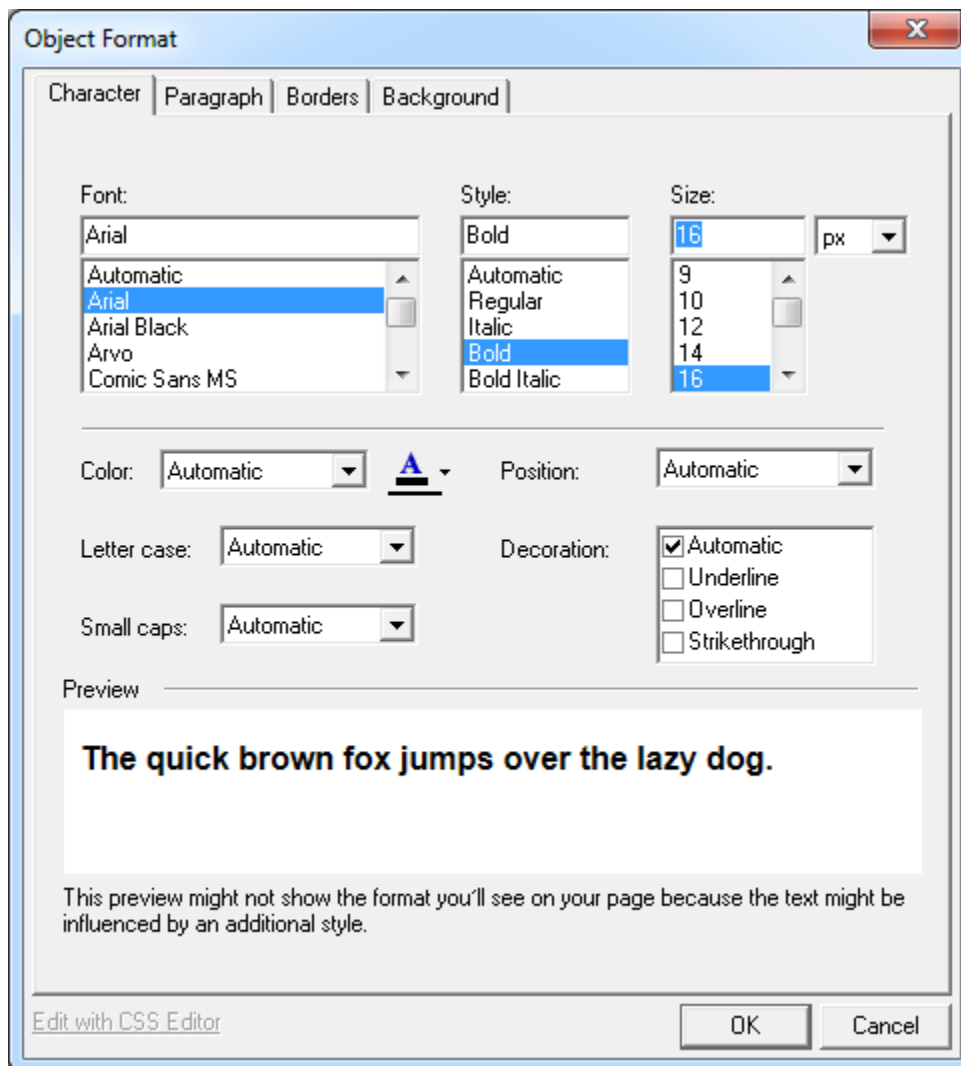 Object Format
Character Paragraph Borders Background
Font: Style: Size:
Arial Bold 16 px
Automatic Automatic 9
Arial Regular 10
Arial Black Italic 12
Arvo Bold 14
Comic Sans MS Bold Italic 16
Color: Automatic A Position: Automatic
Letter case: Automatic Decoration: Automatic
Underline
Overline
Small caps: Automatic Strikethrough
Preview
The quick brown fox jumps over the lazy dog.
This preview might not show the format you'll see on your page because the text might be
influenced by an additional style.
Edit with CSS Editor OK Cancel